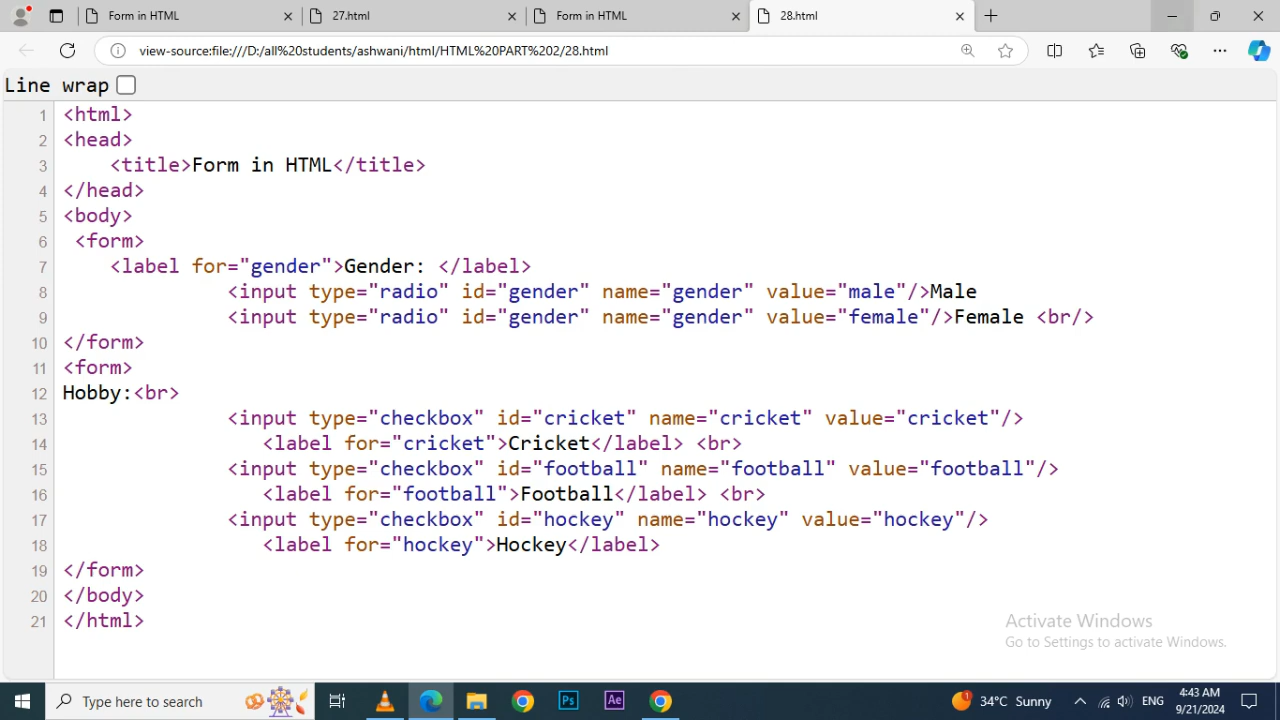 Form in HTML
27.html
Form in HTML
28.html
view-source:file:///D:/all%20students/ashwani/html/HTML%20PART%202/28.html
Line wrap
1 <html>
2 <head>
3 <title>Form in HTML</title>
4 </head>
5 <body>
6 <form>
7 <label for="gender">Gender: </label>
8 <input type="radio" id="gender" name="gender" value="male"/>Male
9 <input type="radio" id="gender" name="gender" value="female"/>Female <br/>
10 </form>
11 <form>
12 Hobby:<br>
13 <input type="checkbox" id="cricket" name="cricket" value="cricket"/>
14 <label for="cricket">Cricket</label> <br>
15 <input type="checkbox" id="football" name="football" value="football"/>
16 <label for="football">Football</label> <br>
17 <input type="checkbox" id="hockey" name="hockey" value="hockey"/>
18 <label for="hockey">Hockey</label>
19 </form>
20 </body>
21 </html>
Activate Windows
Go to Settings to activate Windows.
Type here to search
Ps
Ae
1
34°C Sunny
ENG
4:43 AM
9/21/2024